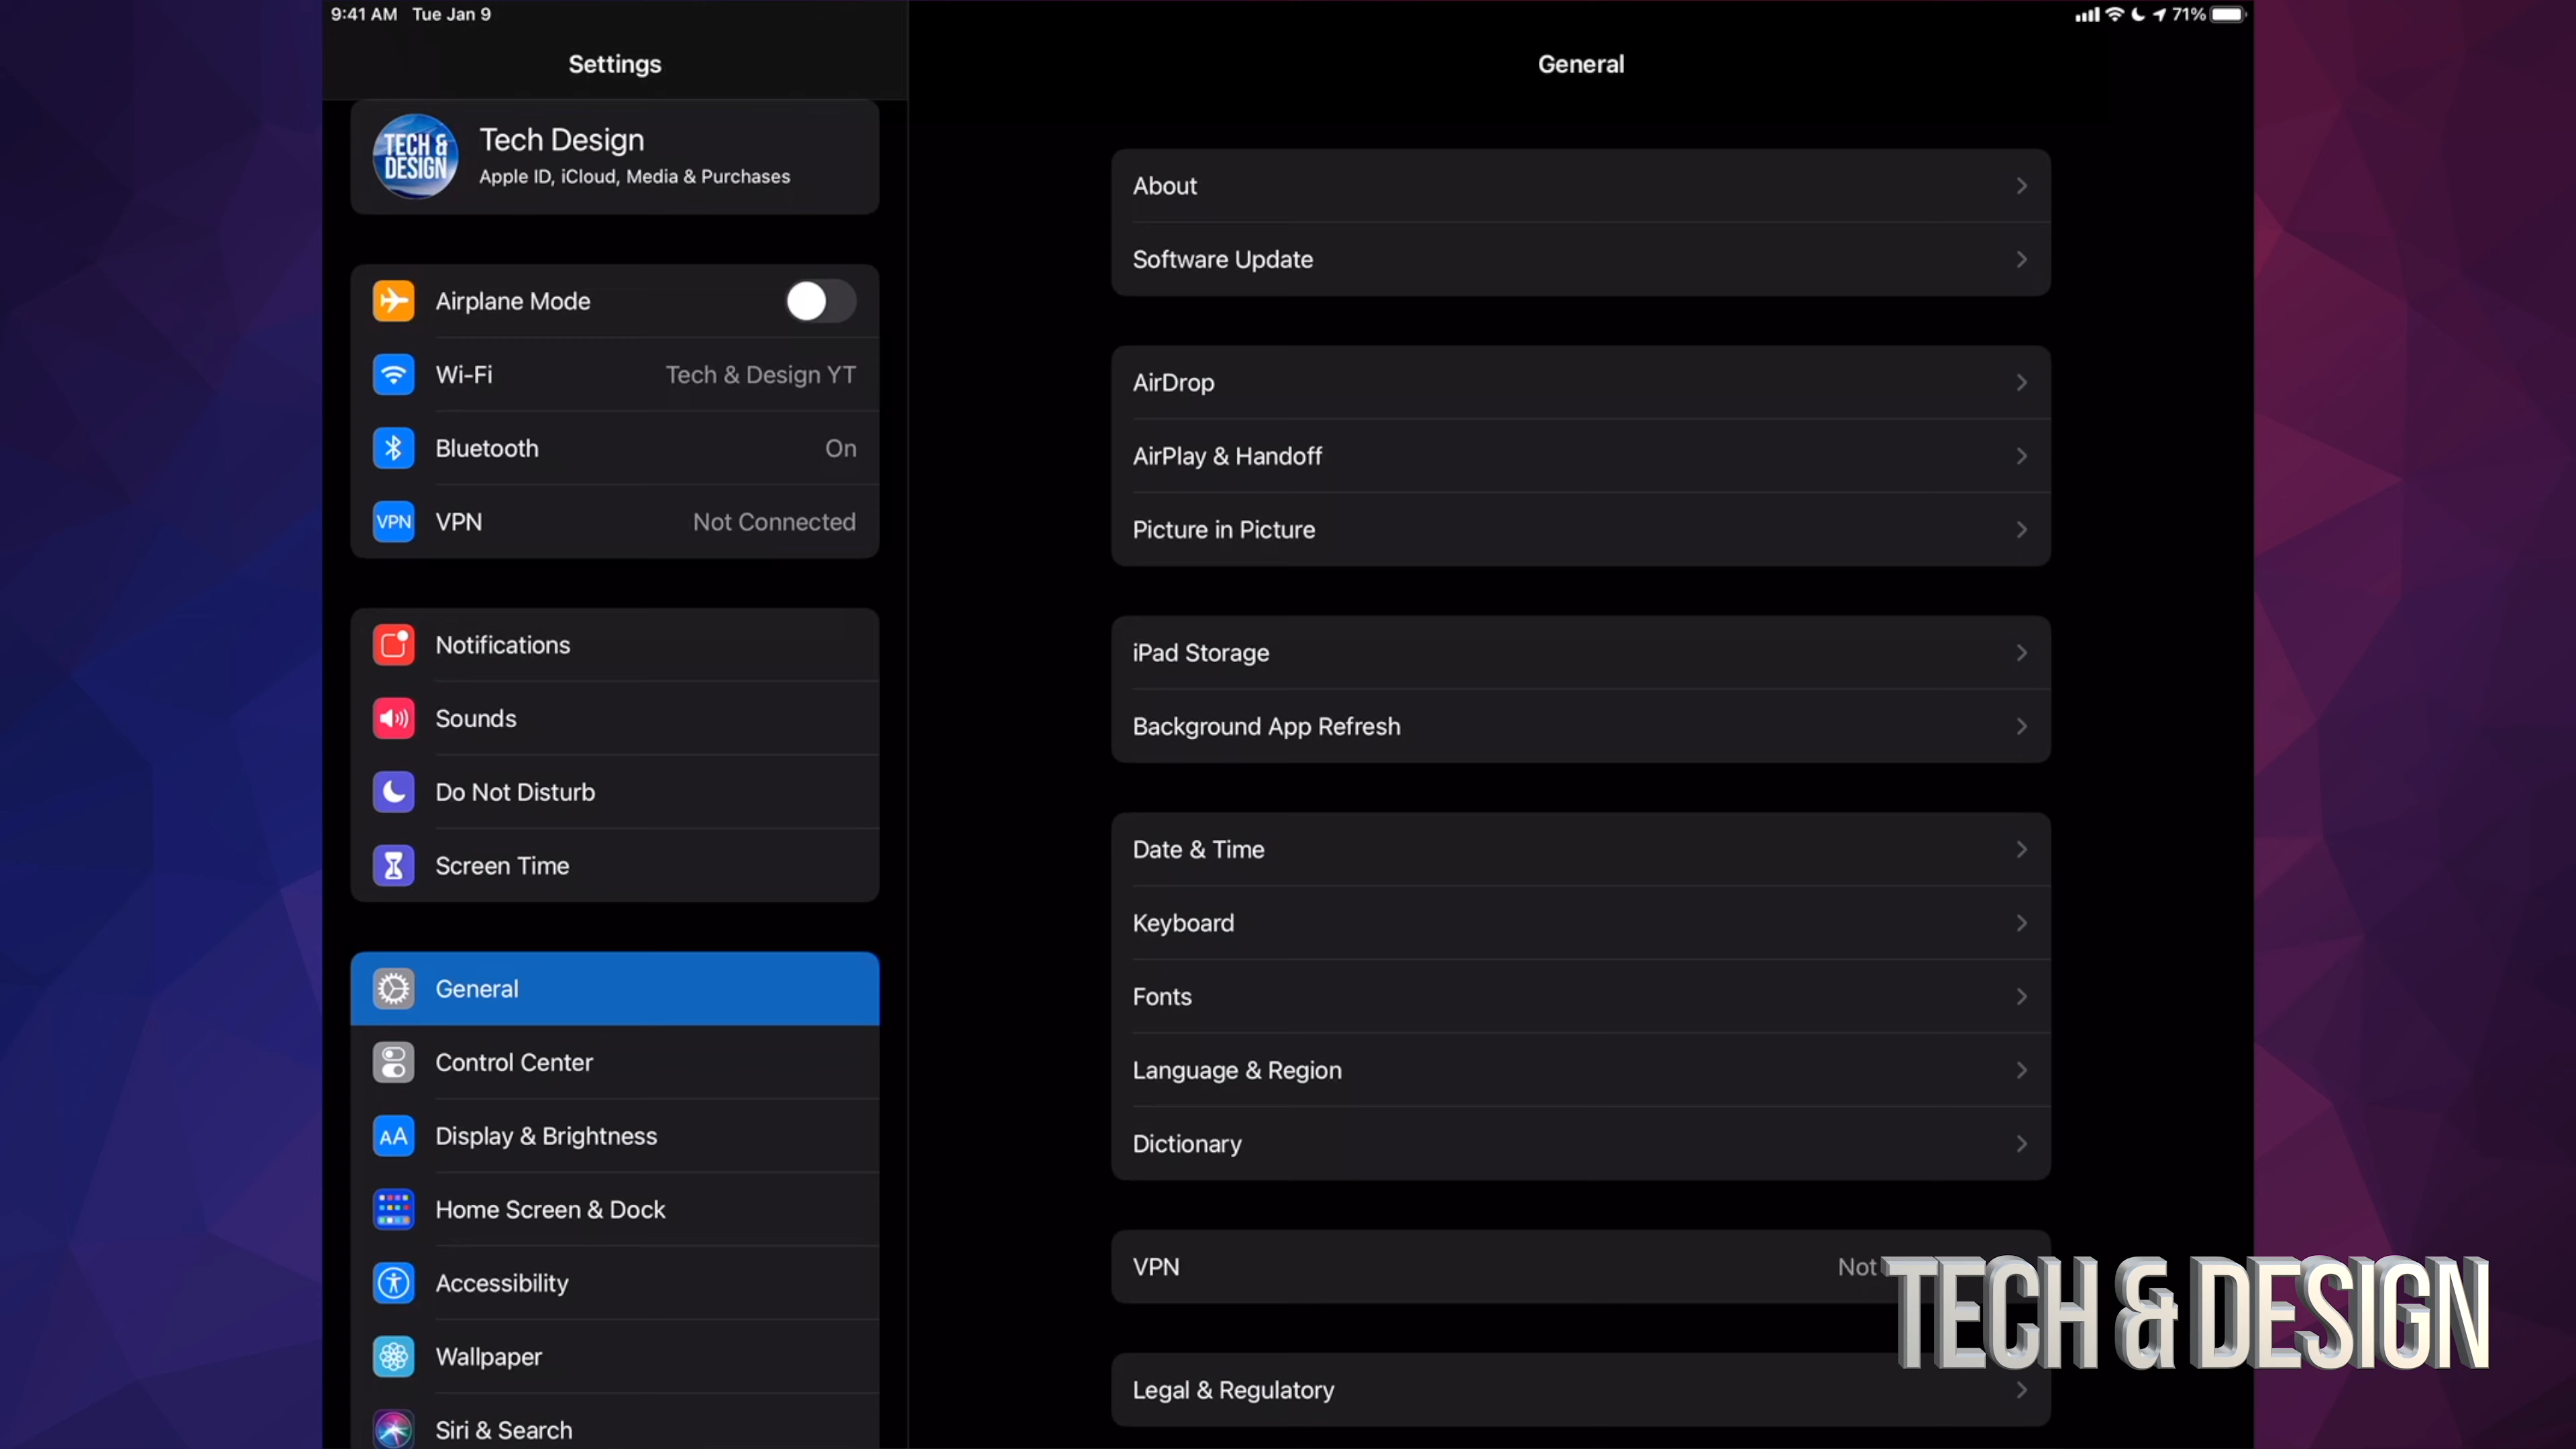 9:41 AM Tue Jan 9
71%
Settings
General
TECH &
DESIGN
Tech Design
Apple ID, iCloud, Media & Purchases
Airplane Mode
Wi-Fi
Tech & Design YT
Bluetooth
On
VPN
VPN
Not Connected
Notifications
Sounds
Do Not Disturb
Screen Time
General
Control Center
AA
Display & Brightness
Home Screen & Dock
Accessibility
Wallpaper
Siri & Search
About
Software Update
AirDrop
AirPlay & Handoff
Picture in Picture
iPad Storage
Background App Refresh
Date & Time
Keyboard
Fonts
Language & Region
Dictionary
VPN
Not
Legal & Regulatory
TECH & DESIGN